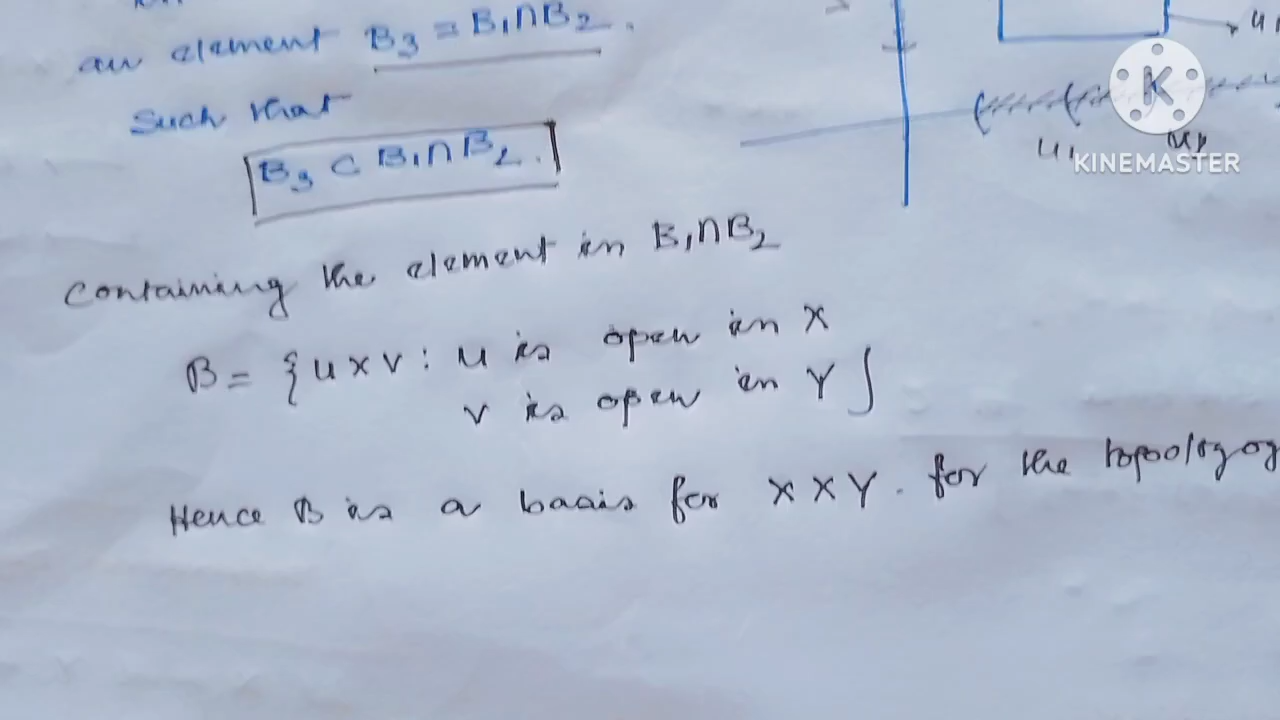 an element B3 = B1∩B2.
Such that
B3 ⊂ B1∩B2.
U1
KINEMASTER
Containing the element in B1∩B2
B = {U×V : U is open in X
V is open in Y}
Hence B is a basis for X×Y. for the topology